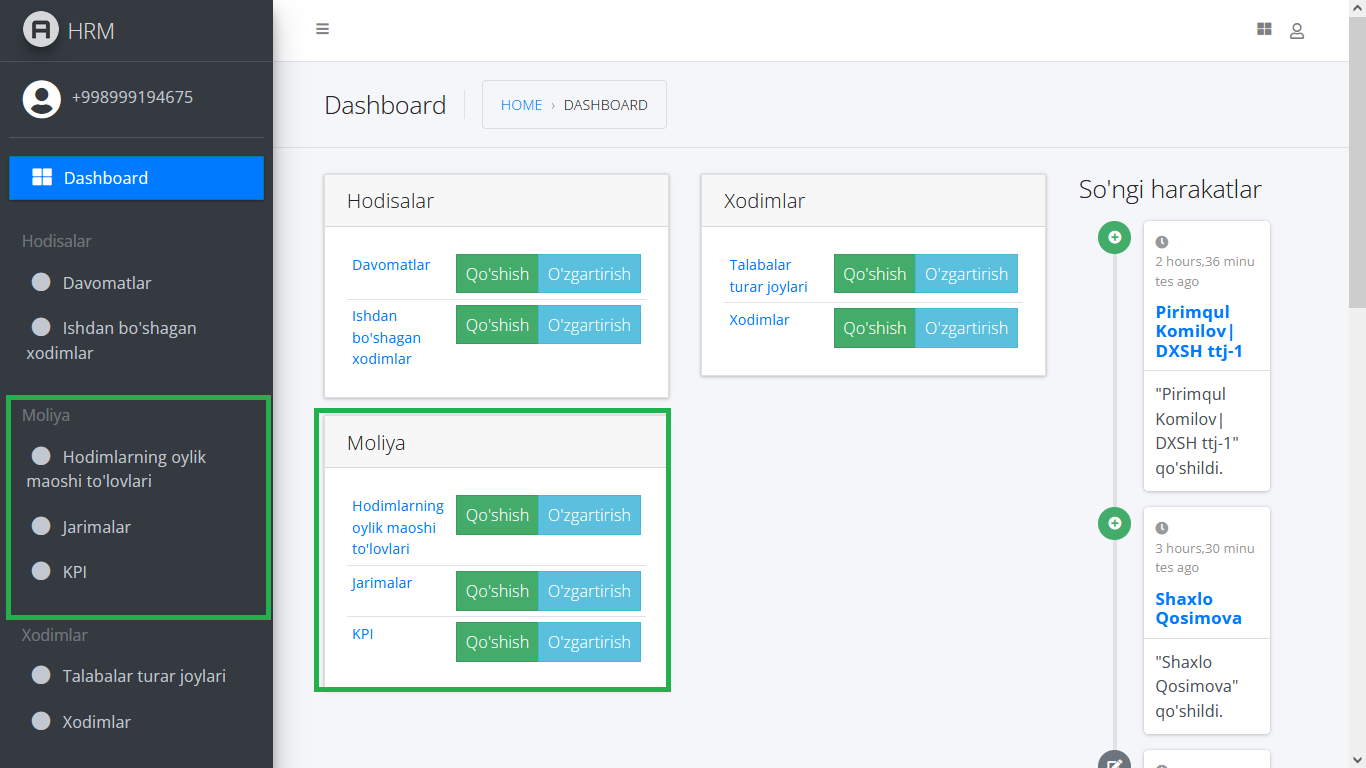 HRM
+998999194675
Dashboard
Hodisalar
Davomatlar
Ishdan bo'shagan
xodimlar
Moliya
Hodimlarning oylik
maoshi to'lovlari
Jarimalar
KPI
Xodimlar
Talabalar turar joylari
Xodimlar
Dashboard
HOME › DASHBOARD
Hodisalar
Davomatlar Qo'shish O'zgartirish
Ishdan
bo'shagan
xodimlar
Qo'shish O'zgartirish
Moliya
Hodimlarning
oylik maoshi
to'lovlari
Qo'shish O'zgartirish
Jarimalar Qo'shish O'zgartirish
KPI Qo'shish O'zgartirish
Xodimlar
Talabalar
turar joylari
Qo'shish O'zgartirish
Xodimlar Qo'shish O'zgartirish
So'ngi harakatlar
2 hours,36 minu
tes ago
Pirimqul
Komilov|
DXSH ttj-1
"Pirimqul
Komilov|
DXSH ttj-1"
qo'shildi.
3 hours,30 minu
tes ago
Shaxlo
Qosimova
"Shaxlo
Qosimova"
qo'shildi.